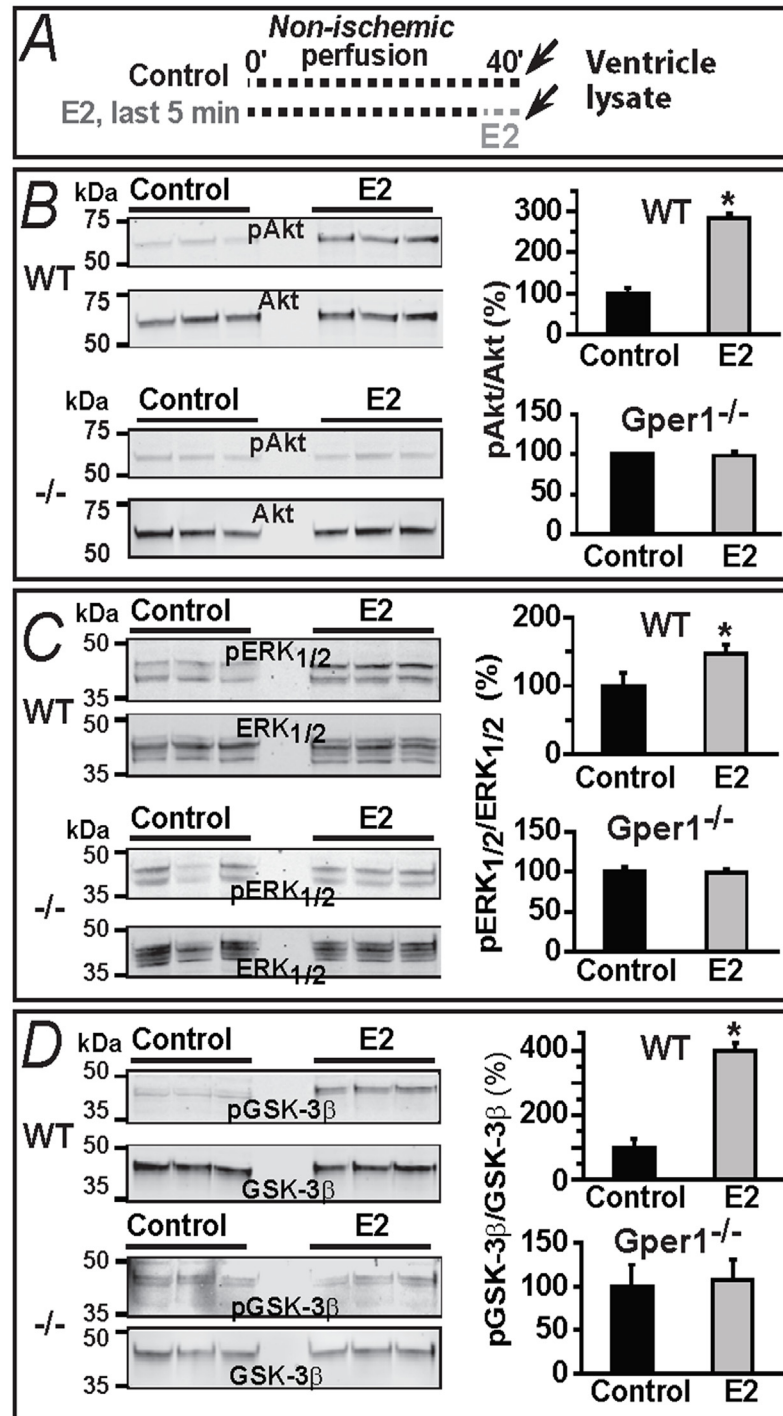 A
Non-ischemic
0' perfusion 40'
Control
E2, last 5 min
E2
Ventricle
lysate
B
kDa Control E2
75
50
pAkt
WT
75
50
Akt
kDa Control E2
75
50
pAkt
-/-
75
50
Akt
pAkt/Akt (%)
300
200
100
0
WT
*
Control E2
150
100
50
0
Gper1-/-
Control E2
C
kDa Control E2
50
35
pERK1/2
WT
50
35
ERK1/2
kDa Control E2
50
35
pERK1/2
-/-
50
35
ERK1/2
pERK1/2/ERK1/2 (%)
200
100
0
WT
*
Control E2
150
100
50
0
Gper1-/-
Control E2
D
kDa Control E2
50
35
pGSK-3β
WT
50
35
GSK-3β
Control E2
50
35
pGSK-3β
-/-
50
35
GSK-3β
pGSK-3β/GSK-3β (%)
400
200
0
WT
*
Control E2
150
100
50
0
Gper1-/-
Control E2